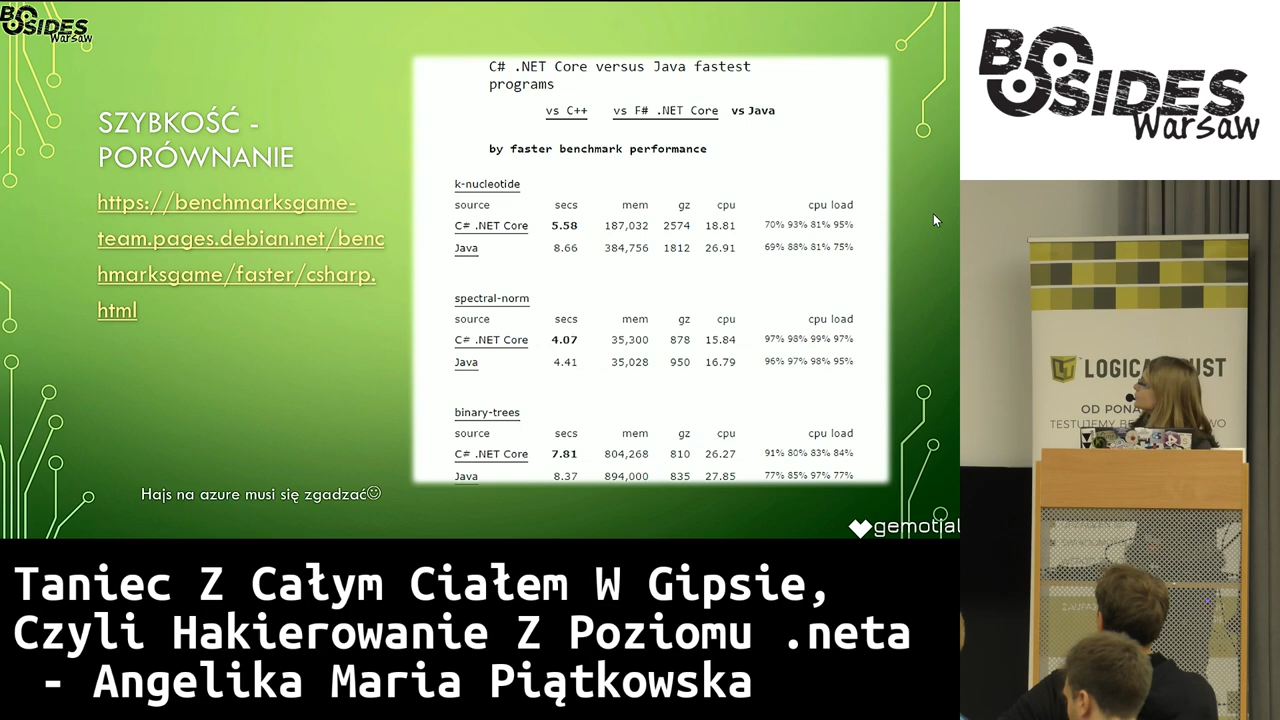 BSIDES
Warsaw
SZYBKOŚĆ -
PORÓWNANIE
https://benchmarksgame-
team.pages.debian.net/benc
hmarksgame/faster/csharp.
html
Hajs na azure musi się zgadzać☺
C# .NET Core versus Java fastest
programs
vs C++ vs F# .NET Core vs Java
by faster benchmark performance
k-nucleotide
source secs mem gz cpu cpu load
C# .NET Core 5.58 187,032 2574 18.81 70% 93% 81% 95%
Java 8.66 384,756 1812 26.91 69% 88% 81% 75%
spectral-norm
source secs mem gz cpu cpu load
C# .NET Core 4.07 35,300 878 15.84 97% 98% 99% 97%
Java 4.41 35,028 950 16.79 96% 97% 98% 95%
binary-trees
source secs mem gz cpu cpu load
C# .NET Core 7.81 804,268 810 26.27 91% 80% 83% 84%
Java 8.37 894,000 835 27.85 77% 85% 97% 77%
gemotial
BSIDES
Warsaw
LT LOGICA UST
OD PONA
TESTUJEMY BE WO
Taniec Z Całym Ciałem W Gipsie,
Czyli Hakierowanie Z Poziomu .neta
- Angelika Maria Piątkowska